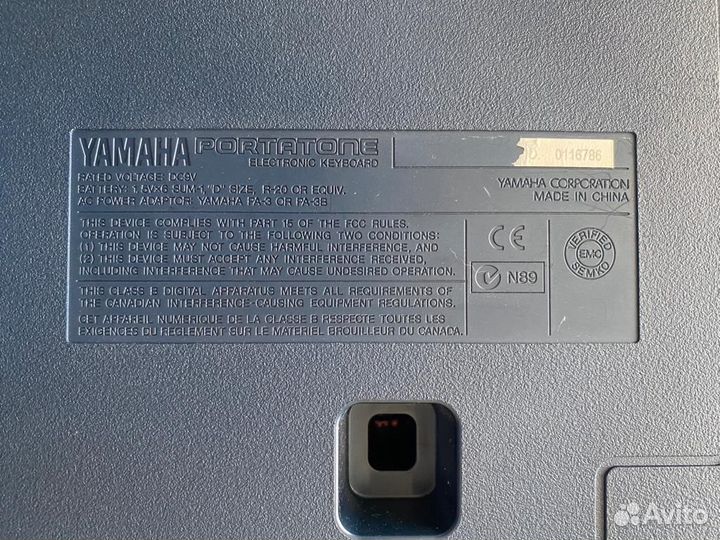 YAMAHA PORTATONE
ELECTRONIC KEYBOARD
0116786
RATED VOLTAGE: DC9V
BATTERY: 1.5V×6 SUM-1, "D" SIZE, R-20 OR EQUIV.
AC POWER ADAPTOR: YAMAHA PA-3 OR PA-3B
YAMAHA CORPORATION
MADE IN CHINA
THIS DEVICE COMPLIES WITH PART 15 OF THE FCC RULES.
OPERATION IS SUBJECT TO THE FOLLOWING TWO CONDITIONS:
(1) THIS DEVICE MAY NOT CAUSE HARMFUL INTERFERENCE, AND
(2) THIS DEVICE MUST ACCEPT ANY INTERFERENCE RECEIVED,
INCLUDING INTERFERENCE THAT MAY CAUSE UNDESIRED OPERATION.
THIS CLASS B DIGITAL APPARATUS MEETS ALL REQUIREMENTS OF
THE CANADIAN INTERFERENCE-CAUSING EQUIPMENT REGULATIONS.
CET APPAREIL NUMERIQUE DE LA CLASSE B RESPECTE TOUTES LES
EXIGENCES DU REGLEMENT SUR LE MATERIEL BROUILLEUR DU CANADA.
CE
N89
VERIFIED
EMC
SEMKO
Avito